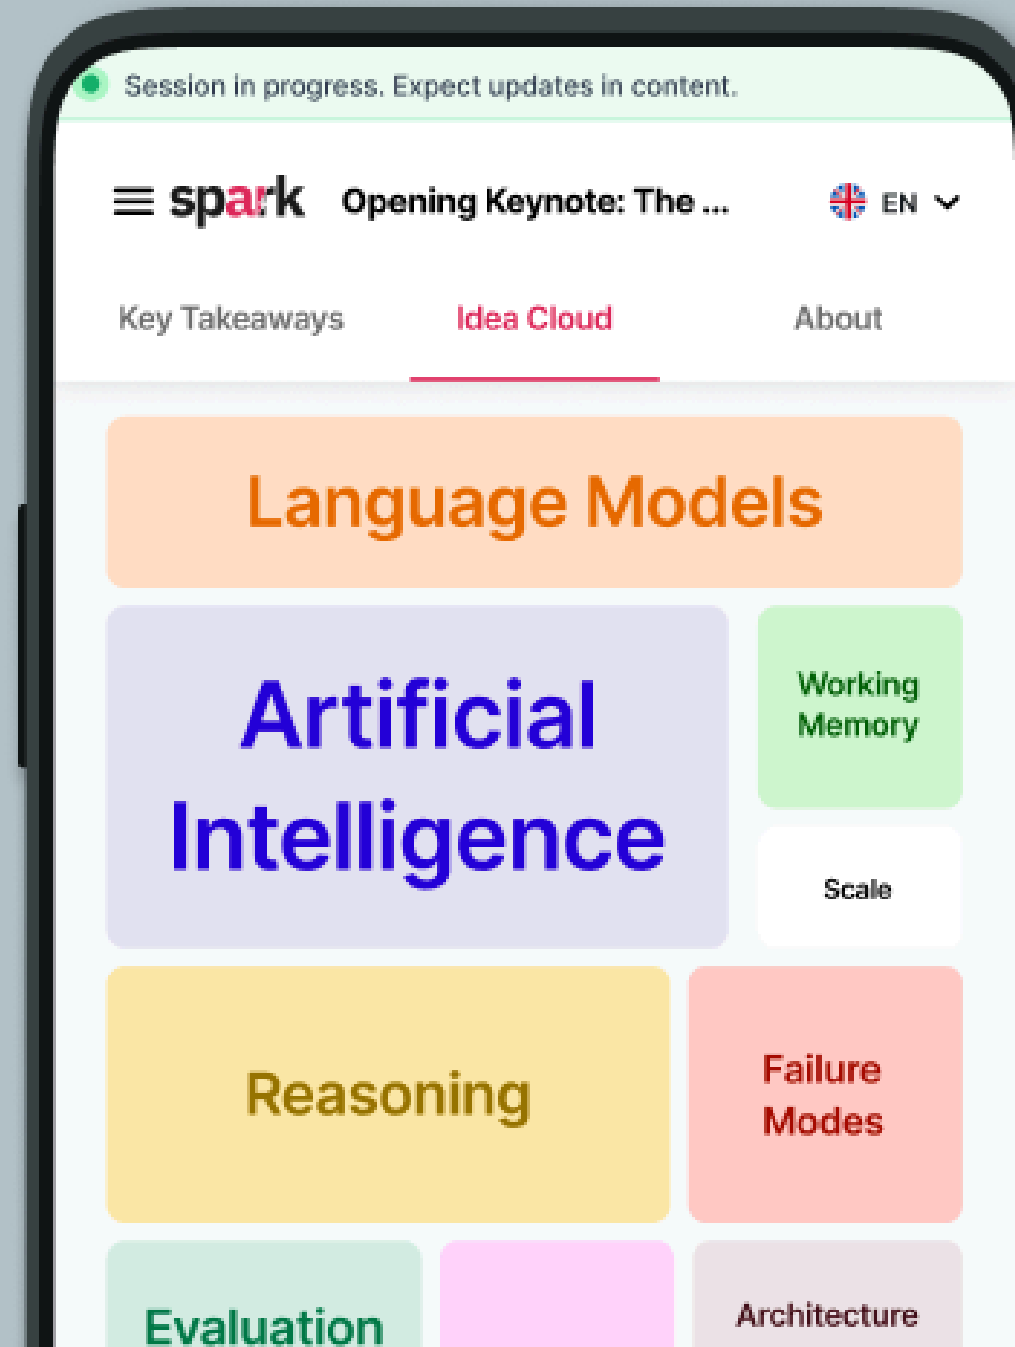 Session in progress. Expect updates in content.
spark Opening Keynote: The ... EN
Key Takeaways Idea Cloud About
Language Models
Artificial
Intelligence
Working
Memory
Scale
Reasoning
Failure
Modes
Evaluation
Architecture